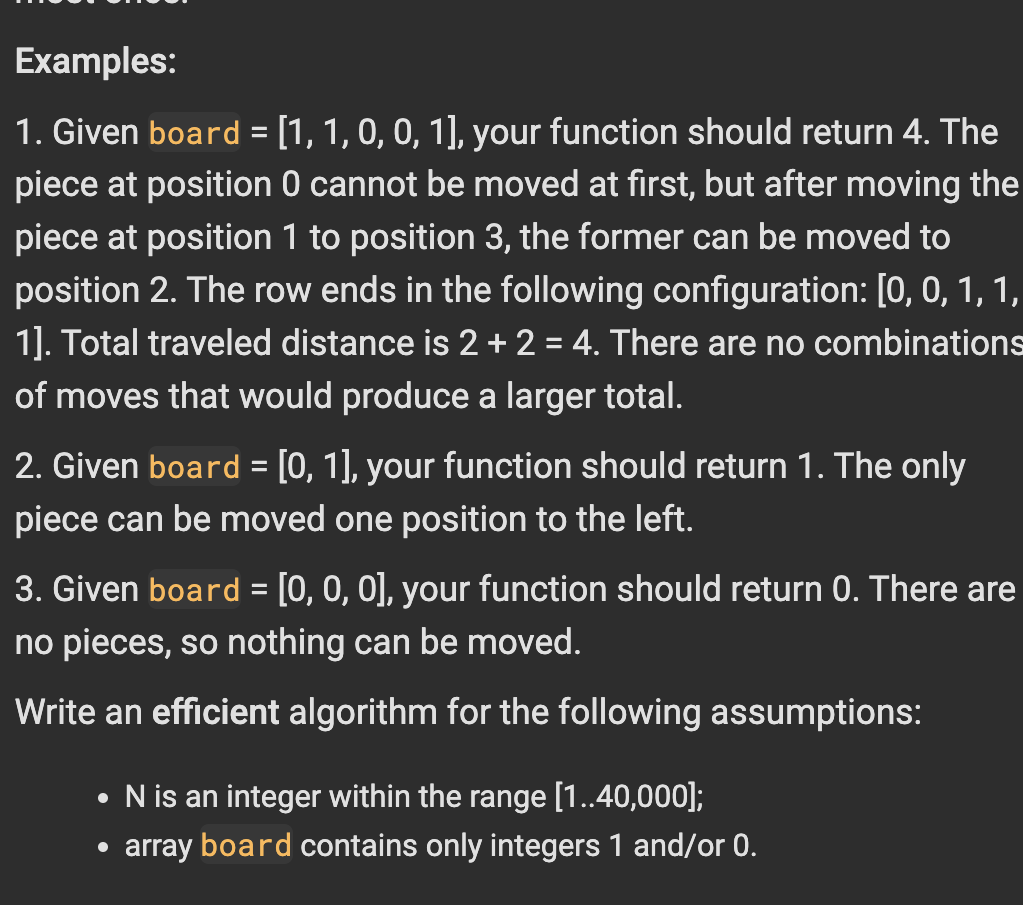 Examples:
1. Given board = [1, 1, 0, 0, 1], your function should return 4. The
piece at position 0 cannot be moved at first, but after moving the
piece at position 1 to position 3, the former can be moved to
position 2. The row ends in the following configuration: [0, 0, 1, 1,
1]. Total traveled distance is 2 + 2 = 4. There are no combinations
of moves that would produce a larger total.
2. Given board = [0, 1], your function should return 1. The only
piece can be moved one position to the left.
3. Given board = [0, 0, 0], your function should return 0. There are
no pieces, so nothing can be moved.
Write an efficient algorithm for the following assumptions:
• N is an integer within the range [1..40,000];
• array board contains only integers 1 and/or 0.